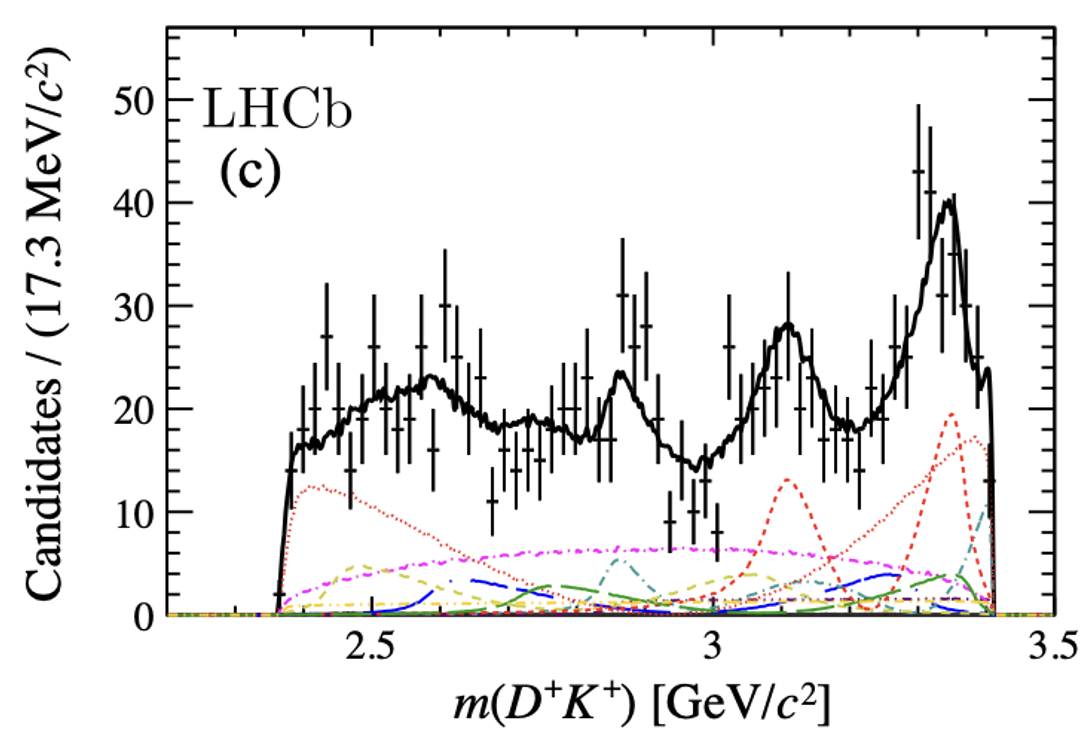 LHCb
(c)
Candidates / (17.3 MeV/c²)
50
40
30
20
10
0
2.5
3
3.5
m(D⁺K⁺) [GeV/c²]